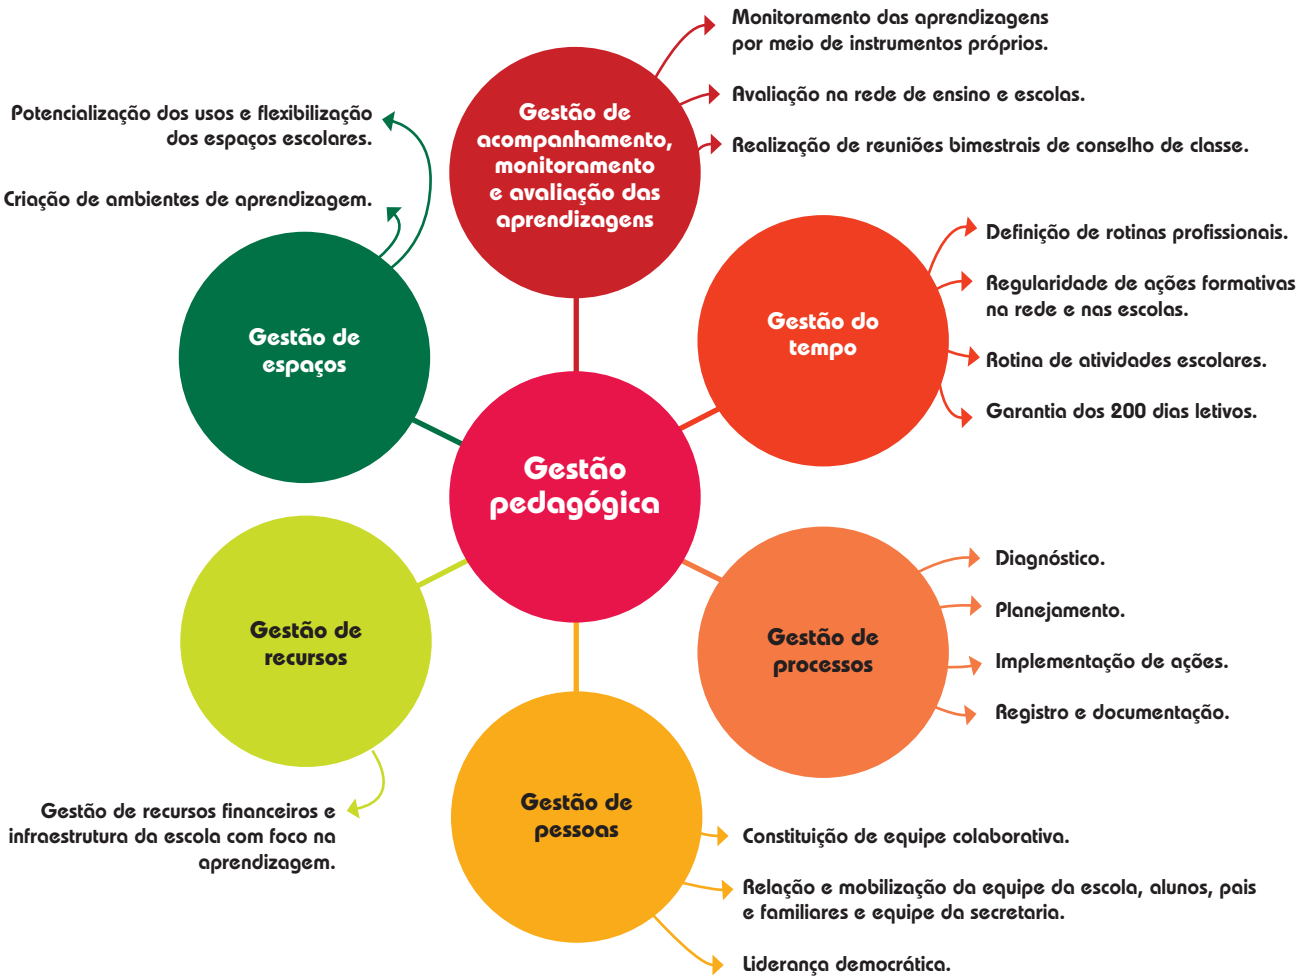 Monitoramento das aprendizagens
por meio de instrumentos próprios.
Avaliação na rede de ensino e escolas.
Realização de reuniões bimestrais de conselho de classe.
Gestão de
acompanhamento,
monitoramento
e avaliação das
aprendizagens
Potencialização dos usos e flexibilização
dos espaços escolares.
Criação de ambientes de aprendizagem.
Gestão de
espaços
Gestão do
tempo
Definição de rotinas profissionais.
Regularidade de ações formativas
na rede e nas escolas.
Rotina de atividades escolares.
Garantia dos 200 dias letivos.
Gestão
pedagógica
Gestão de
recursos
Gestão de recursos financeiros e
infraestrutura da escola com foco na
aprendizagem.
Gestão de
processos
Diagnóstico.
Planejamento.
Implementação de ações.
Registro e documentação.
Gestão de
pessoas
Constituição de equipe colaborativa.
Relação e mobilização da equipe da escola, alunos, pais
e familiares e equipe da secretaria.
Liderança democrática.